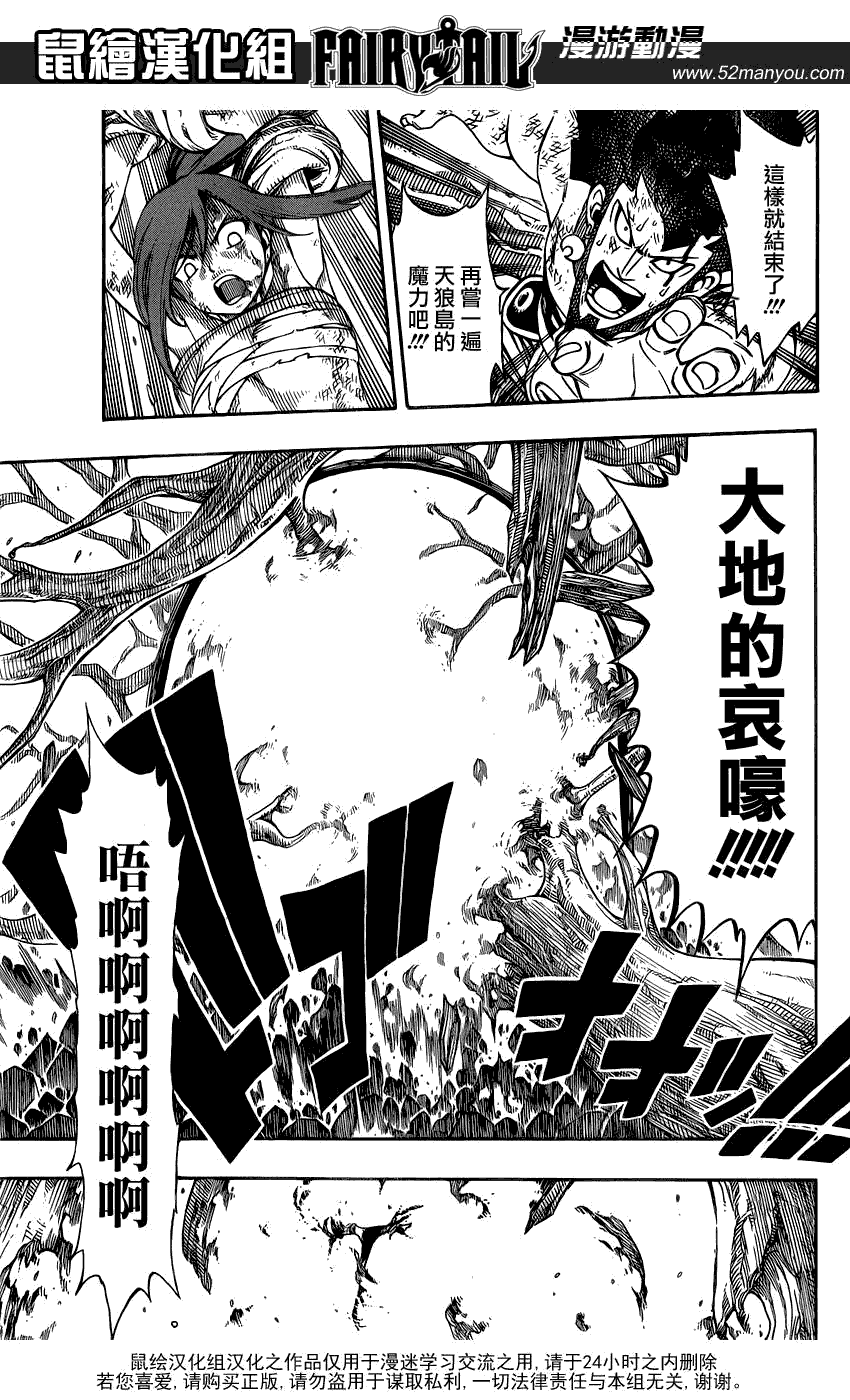 鼠繪漢化組
FAIRY TAIL
漫游動漫
www.52manyou.com
這樣就結束了!!!
再嘗一遍
天狼島的
魔力吧!!!
大地的哀嚎!!!!!
唔啊啊啊啊啊啊
ドゴメメッ!!!!
鼠绘汉化组汉化之作品仅用于漫迷学习交流之用, 请于24小时之内删除
若您喜爱, 请购买正版, 请勿用于谋取私利, 一切法律责任与本组无关, 谢谢。